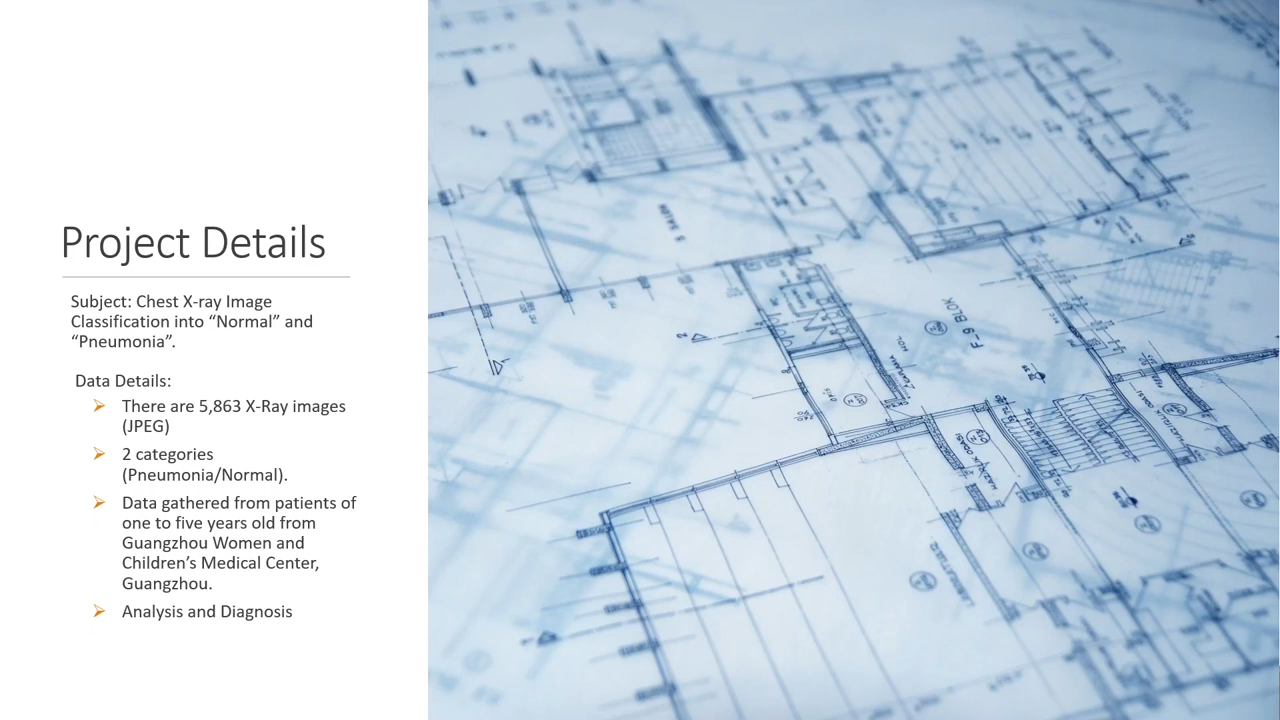 Project Details
Subject: Chest X-ray Image
Classification into “Normal” and
“Pneumonia”.
Data Details:
There are 5,863 X-Ray images
(JPEG)
2 categories
(Pneumonia/Normal).
Data gathered from patients of
one to five years old from
Guangzhou Women and
Children’s Medical Center,
Guangzhou.
Analysis and Diagnosis
F-9 BLOK